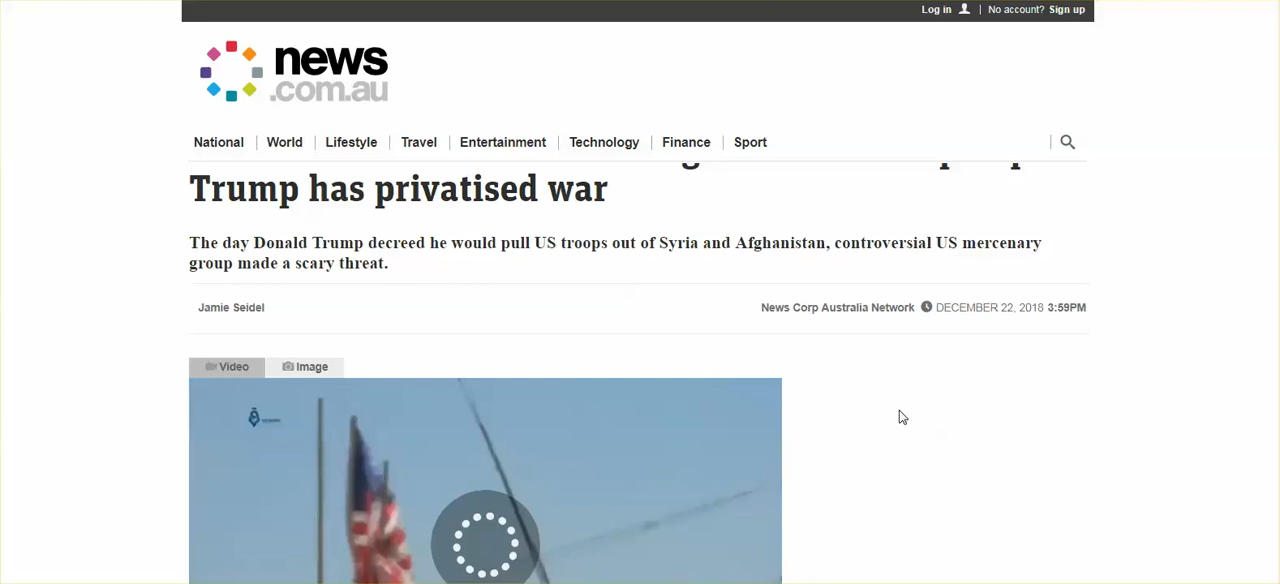 Log in | No account? Sign up
news
.com.au
National | World | Lifestyle | Travel | Entertainment | Technology | Finance | Sport
Trump has privatised war
The day Donald Trump decreed he would pull US troops out of Syria and Afghanistan, controversial US mercenary
group made a scary threat.
Jamie Seidel
News Corp Australia Network DECEMBER 22, 2018 3:59PM
Video Image